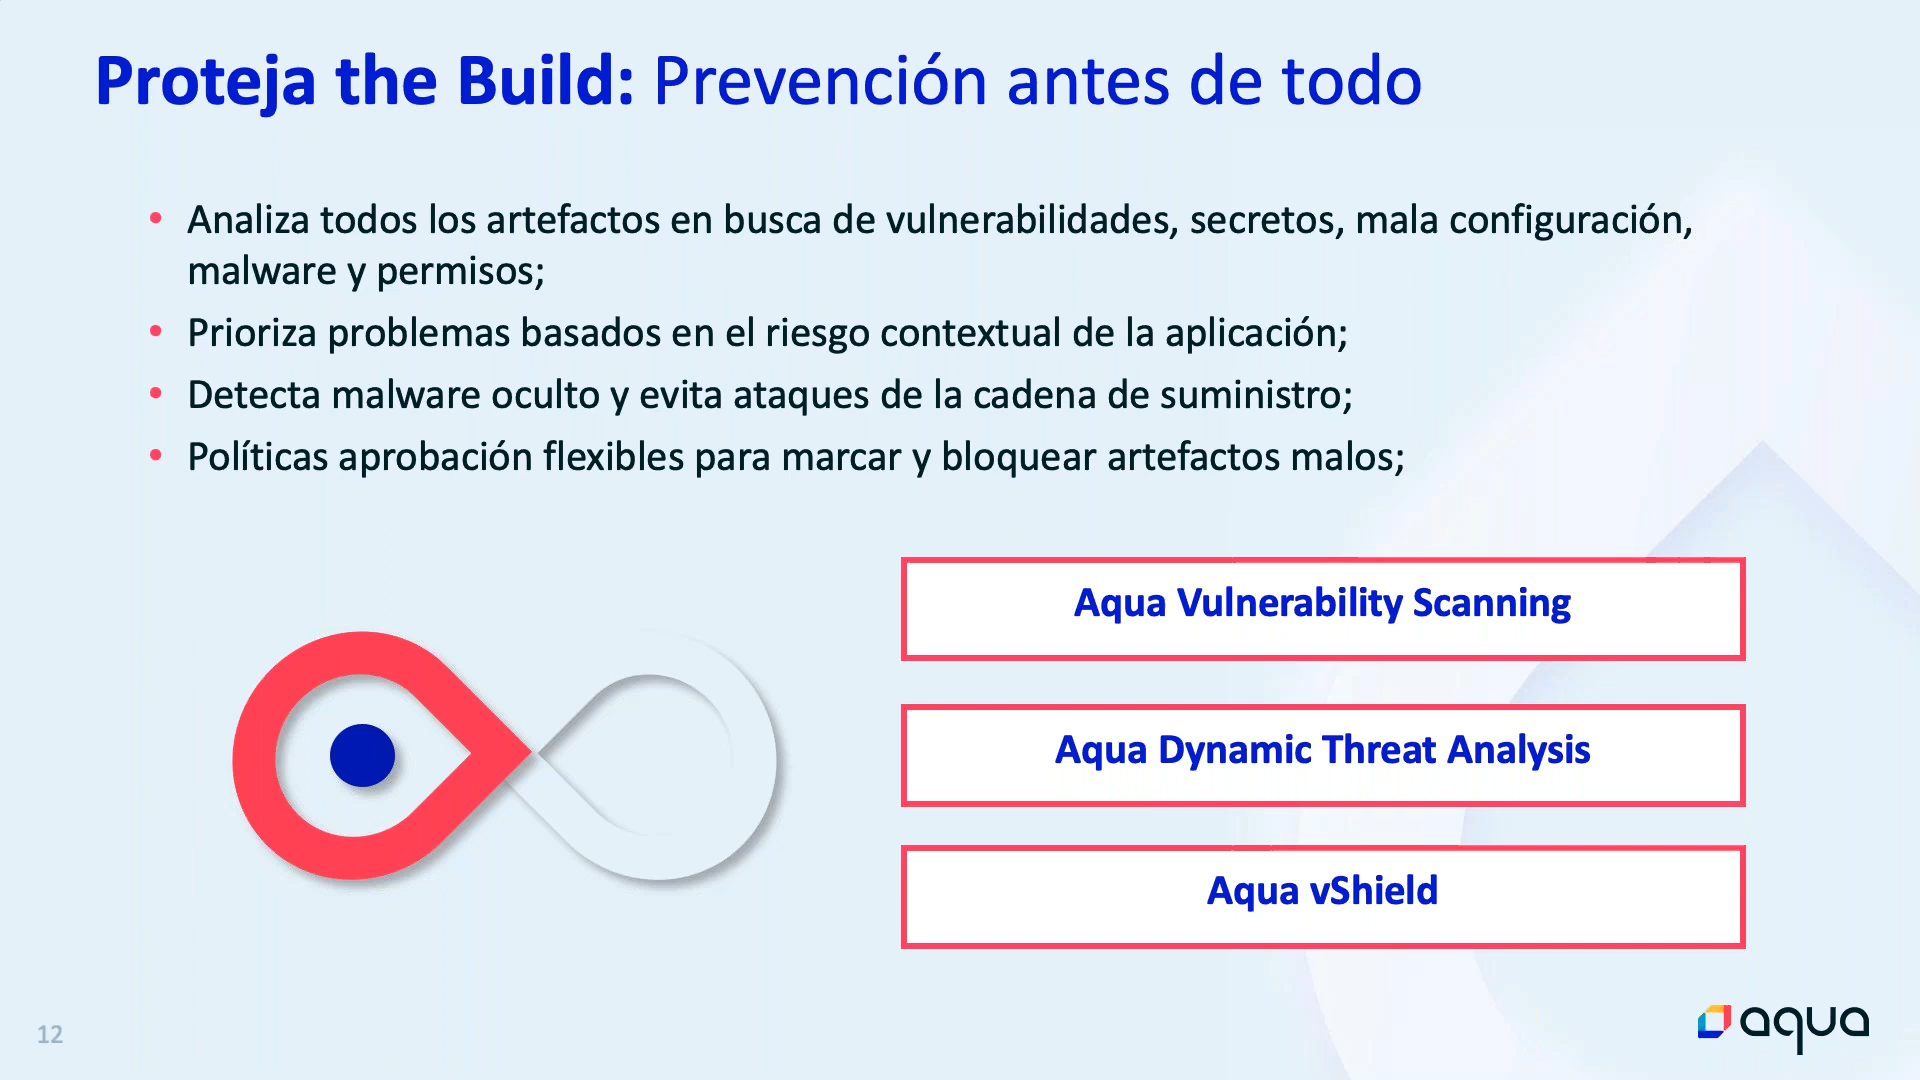 Proteja the Build: Prevención antes de todo
• Analiza todos los artefactos en busca de vulnerabilidades, secretos, mala configuración,
malware y permisos;
• Prioriza problemas basados en el riesgo contextual de la aplicación;
• Detecta malware oculto y evita ataques de la cadena de suministro;
• Políticas aprobación flexibles para marcar y bloquear artefactos malos;
Aqua Vulnerability Scanning
Aqua Dynamic Threat Analysis
Aqua vShield
12
aqua